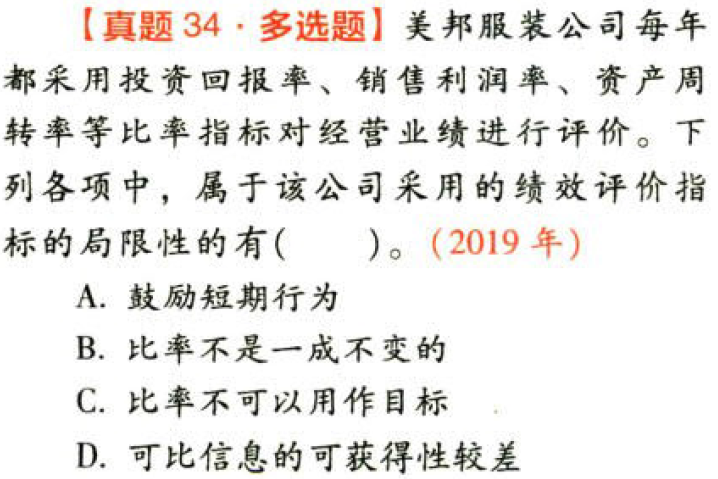 【真题 34·多选题】美邦服装公司每年
都采用投资回报率、销售利润率、资产周
转率等比率指标对经营业绩进行评价。下
列各项中，属于该公司采用的绩效评价指
标的局限性的有(  )。(2019 年)
A. 鼓励短期行为
B. 比率不是一成不变的
C. 比率不可以用作目标
D. 可比信息的可获得性较差